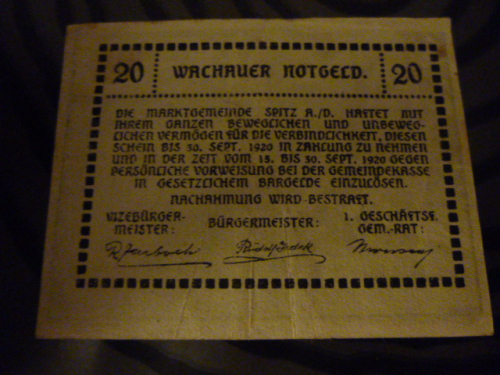 20 WACHAUER NOTGELD. 20
DIE MARKTGEMEINDE SPITZ A./D. HAFTET MIT
IHREM GANZEN BEWEGLICHEN UND UNBEWEG-
LICHEN VERMÖGEN FÜR DIE VERBINDLICHKEIT, DIESEN
SCHEIN BIS 30. SEPT. 1920 IN ZAHLUNG ZU NEHMEN
UND IN DER ZEIT VOM 15. BIS 30. SEPT. 1920 GEGEN
PERSÖNLICHE VORWEISUNG BEI DER GEMEINDEKASSE
IN GESETZLICHEM BARGELDE EINZULÖSEN.
NACHAHMUNG WIRD BESTRAFT.
VIZEBÜRGER-
MEISTER:
BÜRGERMEISTER:
1. GESCHÄFTSF.
GEM.-RAT: